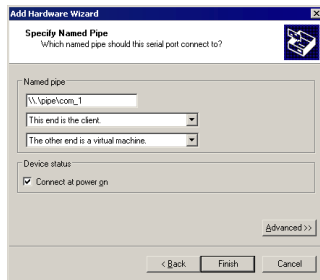 Add Hardware Wizard
Specify Named Pipe
Which named pipe should this serial port connect to?
Named pipe
\\.\pipe\com_1
This end is the client.
The other end is a virtual machine.
Device status
Connect at power on
Advanced >>
< Back Finish Cancel